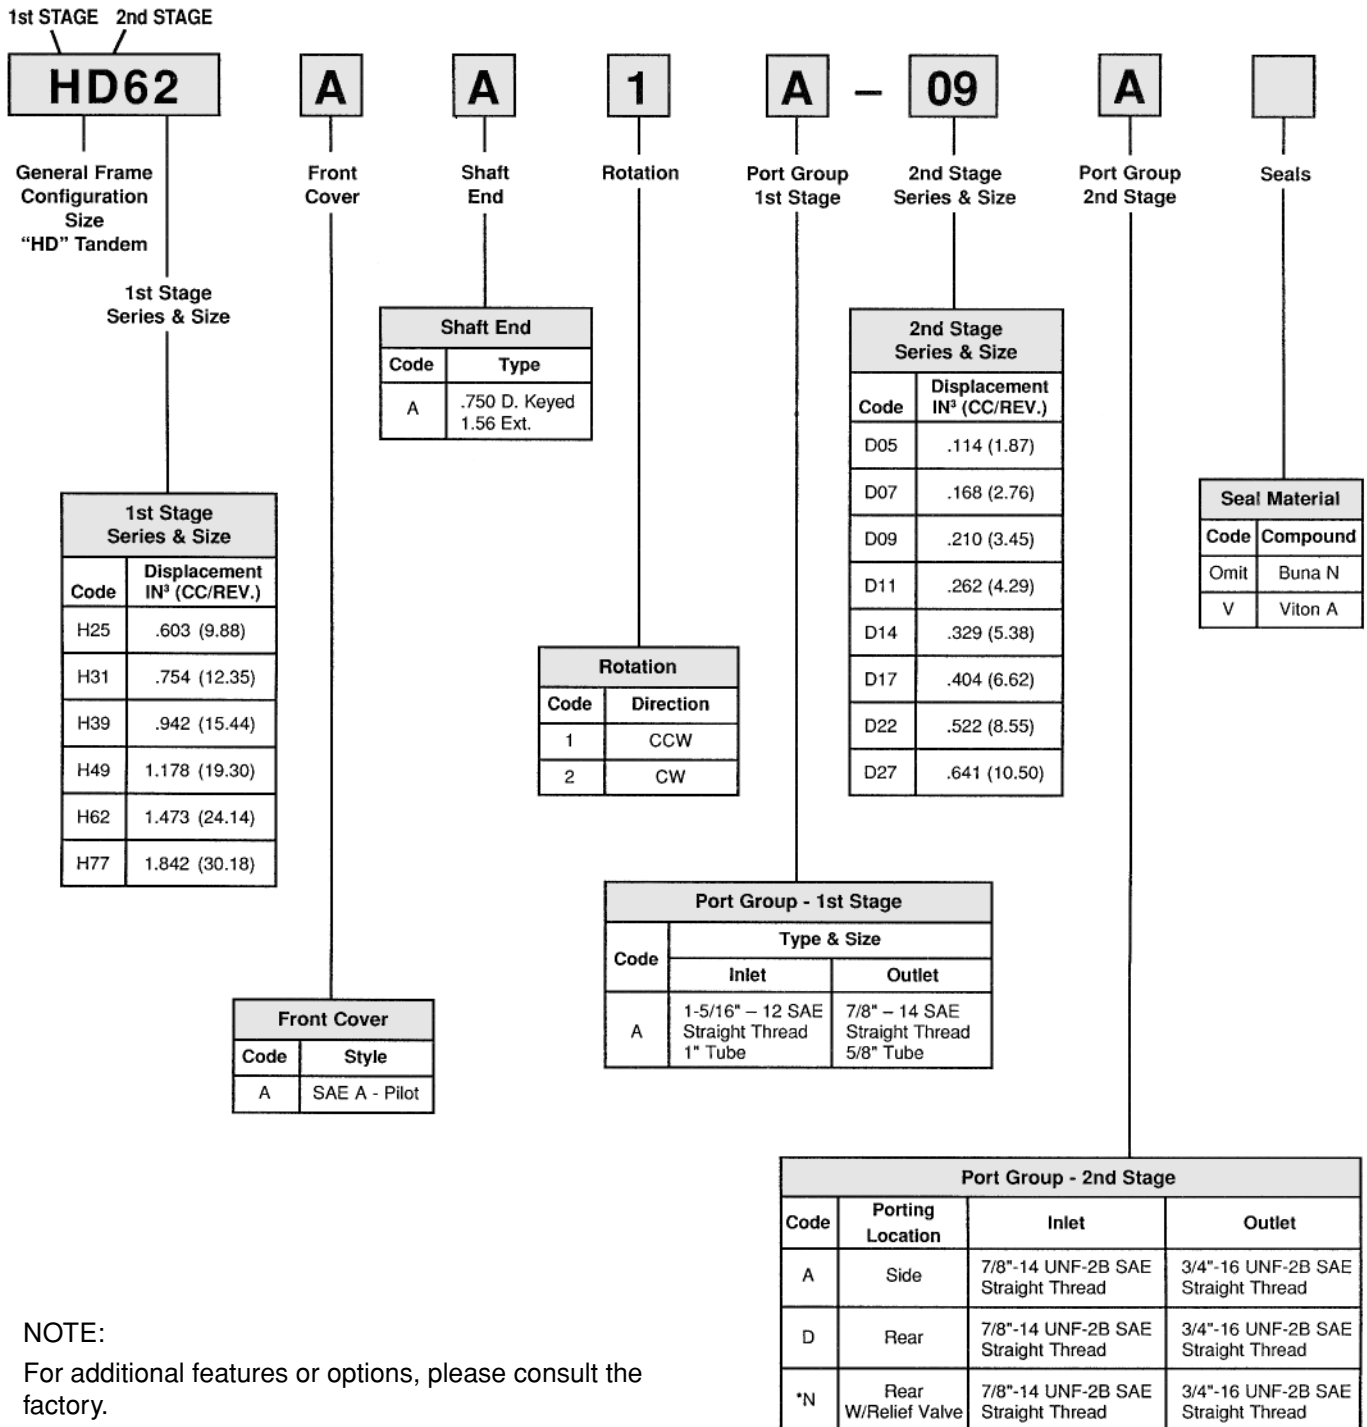 1st STAGE 2nd STAGE
HD62 A A 1 A – 09 A
General Frame
Configuration
Size
“HD” Tandem
Front
Cover
Shaft
End
Rotation
Port Group
1st Stage
2nd Stage
Series & Size
Port Group
2nd Stage
Seals
1st Stage
Series & Size
Shaft End
Code Type
A .750 D. Keyed
1.56 Ext.
2nd Stage
Series & Size
Code Displacement
IN³ (CC/REV.)
D05 .114 (1.87)
D07 .168 (2.76)
D09 .210 (3.45)
D11 .262 (4.29)
D14 .329 (5.38)
D17 .404 (6.62)
D22 .522 (8.55)
D27 .641 (10.50)
Seal Material
Code Compound
Omit Buna N
V Viton A
1st Stage
Series & Size
Code Displacement
IN³ (CC/REV.)
H25 .603 (9.88)
H31 .754 (12.35)
H39 .942 (15.44)
H49 1.178 (19.30)
H62 1.473 (24.14)
H77 1.842 (30.18)
Rotation
Code Direction
1 CCW
2 CW
Port Group - 1st Stage
Code Type & Size
Inlet Outlet
A
1-5/16" – 12 SAE
Straight Thread
1" Tube
7/8" – 14 SAE
Straight Thread
5/8" Tube
Front Cover
Code Style
A SAE A - Pilot
Port Group - 2nd Stage
Code Porting
Location Inlet Outlet
A Side
7/8"-14 UNF-2B SAE
Straight Thread
3/4"-16 UNF-2B SAE
Straight Thread
D Rear
7/8"-14 UNF-2B SAE
Straight Thread
3/4"-16 UNF-2B SAE
Straight Thread
*N Rear
W/Relief Valve
7/8"-14 UNF-2B SAE
Straight Thread
3/4"-16 UNF-2B SAE
Straight Thread
NOTE:
For additional features or options, please consult the
factory.